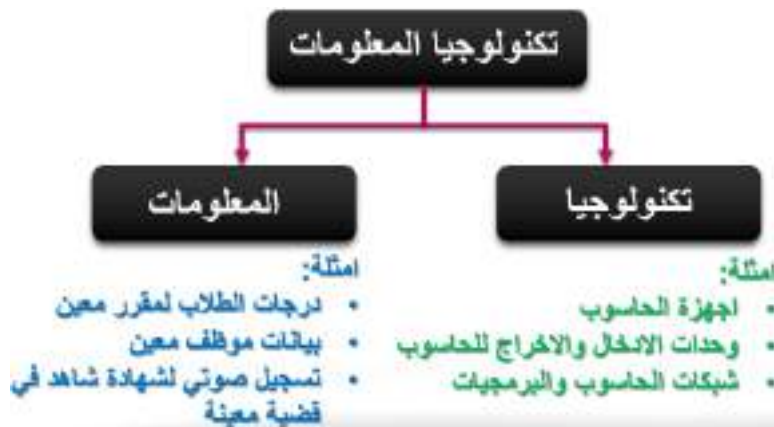 تكنولوجيا المعلومات
تكنولوجيا
المعلومات
امثلة:
• اجهزة الحاسوب
• وحدات الادخال والاخراج للحاسوب
• شبكات الحاسوب والبرمجيات
امثلة:
• درجات الطلاب لمقرر معين
• بيانات موظف معين
• تسجيل صوتي لشهادة شاهد في
قضية معينة